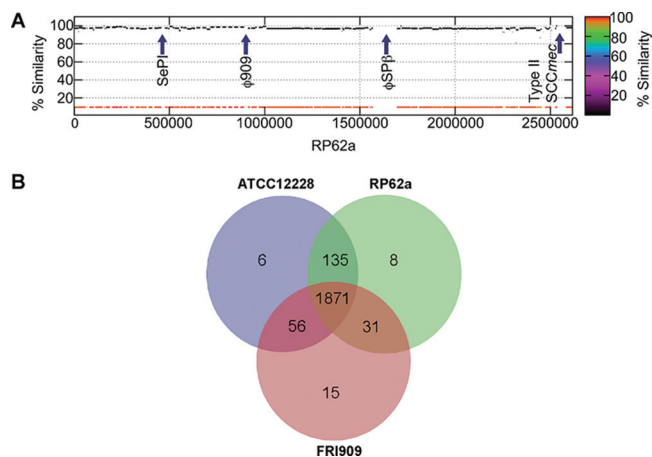 A
% Similarity
100
80
60
40
20
SePI
φ909
φSPβ
Type II
SCCmec
0
500000
1000000
1500000
2000000
2500000
RP62a
100
80
60
40
20
0
% Similarity
B
ATCC12228
RP62a
6
135
8
1871
56
31
15
FRI909